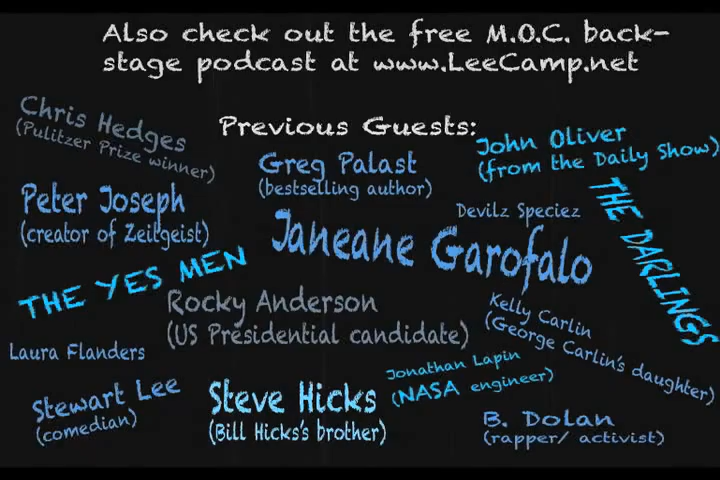 Also check out the free M.O.C. back-
stage podcast at www.LeeCamp.net
Previous Guests:
Chris Hedges
(Pulitzer Prize winner)
Greg Palast
(bestselling author)
John Oliver
(from the Daily Show)
Peter Joseph
(creator of Zeitgeist)
Devilz Speciez
Janeane Garofalo
THE DARLINGS
THE YES MEN
Rocky Anderson
(US Presidential candidate)
Kelly Carlin
(George Carlin's daughter)
Laura Flanders
Jonathan Lapin
(NASA engineer)
Stewart Lee
(comedian)
Steve Hicks
(Bill Hicks's brother)
B. Dolan
(rapper/ activist)